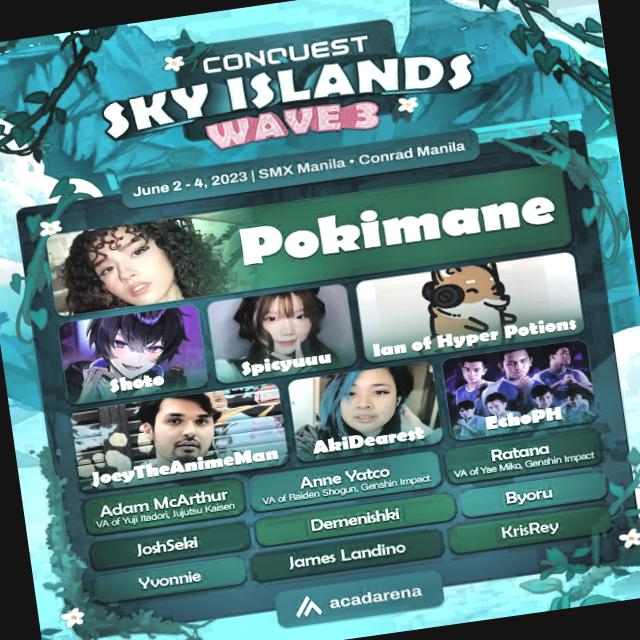 CONQUEST
SKY ISLANDS
WAVE 3
June 2 - 4, 2023 | SMX Manila • Conrad Manila
Pokimane
Shoto
Spicyuuu
Ian of Hyper Potions
JoeyTheAnimeMan
AkiDearest
EchoPH
Adam McArthur
VA of Yuji Itadori, Jujutsu Kaisen
Anne Yatco
VA of Raiden Shogun, Genshin Impact
Ratana
VA of Yae Miko, Genshin Impact
JoshSeki
Demenishki
Byoru
Yvonnie
James Landino
KrisRey
acadarena